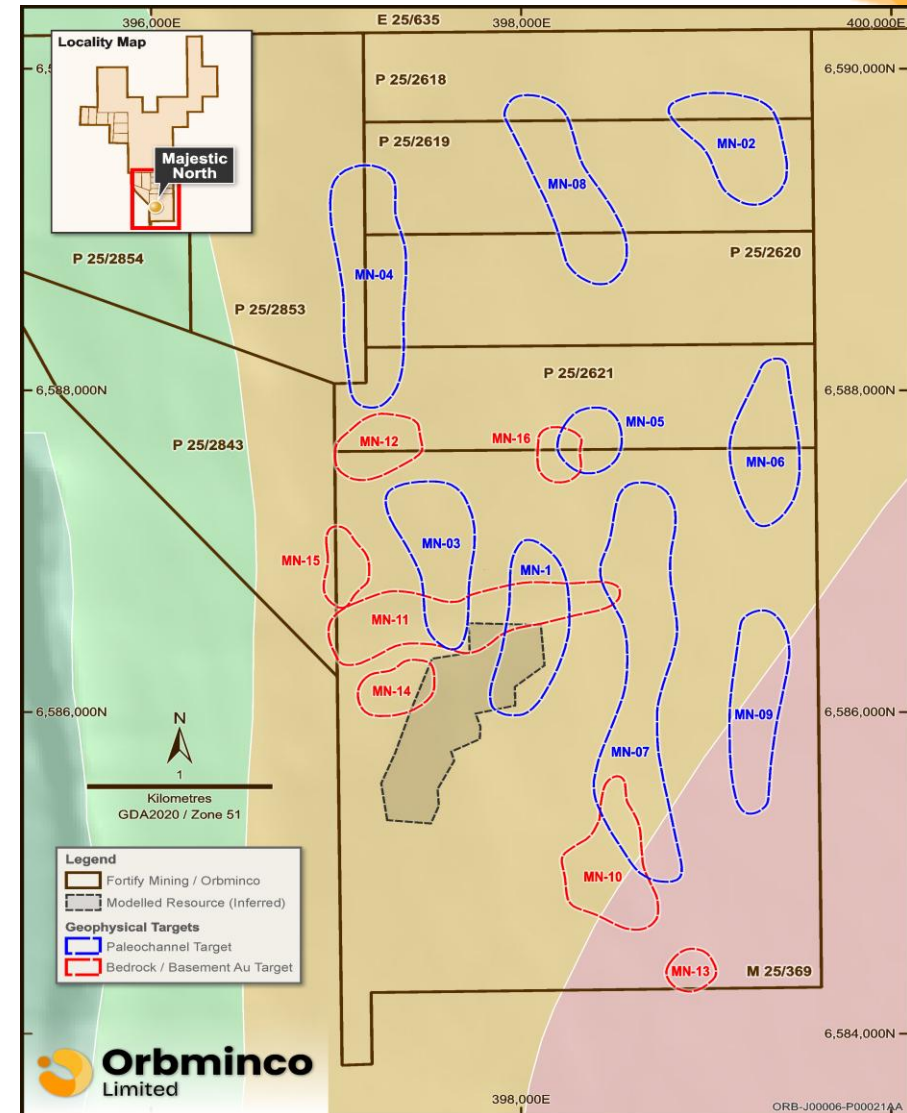 396,000E
E 25/635
398,000E
400,000E
Locality Map
Majestic
North
6,590,000N
P 25/2618
P 25/2619
MN-02
MN-08
P 25/2620
P 25/2854
MN-04
P 25/2853
P 25/2621
6,588,000N
6,588,000N
MN-05
MN-16
MN-12
P 25/2843
MN-06
MN-03
MN-15
MN-1
MN-11
MN-14
6,586,000N
MN-09
N
MN-07
1
Kilometres
GDA2020 / Zone 51
Legend
Fortify Mining / Orbminco
Modelled Resource (Inferred)
Geophysical Targets
Paleochannel Target
Bedrock / Basement Au Target
MN-10
MN-13
M 25/369
6,584,000N
Orbminco
Limited
398,000E
ORB-J00006-P00021AA